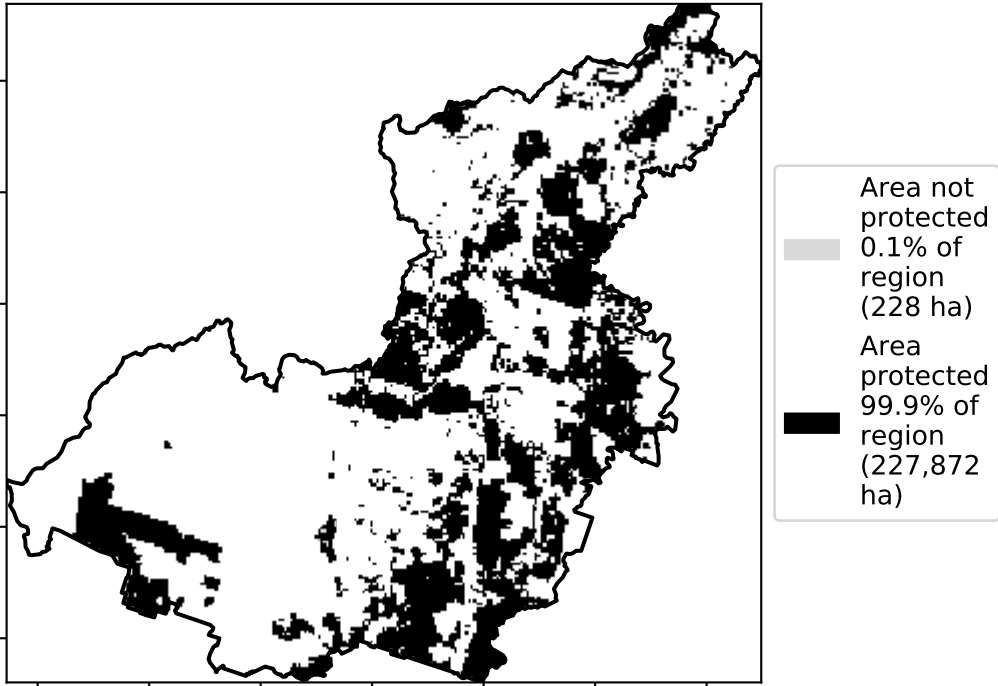 Area not
protected
0.1% of
region
(228 ha)
Area
protected
99.9% of
region
(227,872
ha)